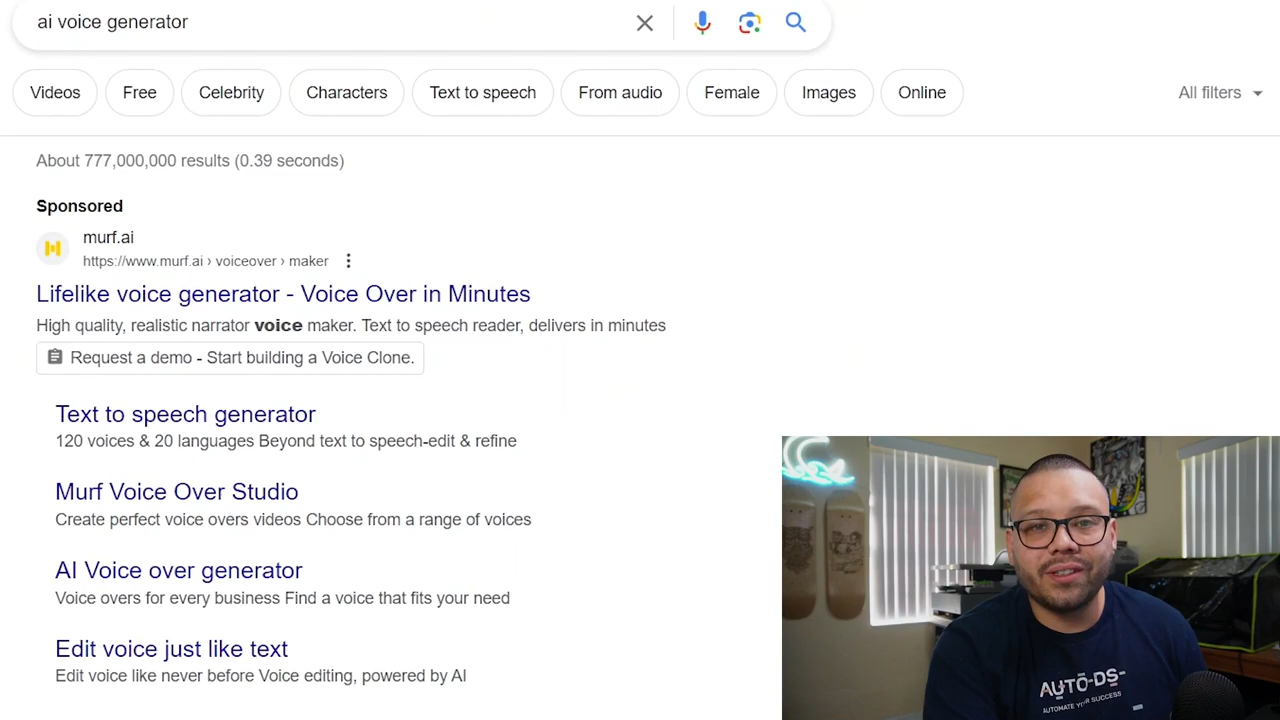 ai voice generator
Videos
Free
Celebrity
Characters
Text to speech
From audio
Female
Images
Online
All filters
About 777,000,000 results (0.39 seconds)
Sponsored
murf.ai
https://www.murf.ai › voiceover › maker
Lifelike voice generator - Voice Over in Minutes
High quality, realistic narrator voice maker. Text to speech reader, delivers in minutes
Request a demo - Start building a Voice Clone.
Text to speech generator
120 voices & 20 languages Beyond text to speech-edit & refine
Murf Voice Over Studio
Create perfect voice overs videos Choose from a range of voices
AI Voice over generator
Voice overs for every business Find a voice that fits your need
Edit voice just like text
Edit voice like never before Voice editing, powered by AI
AUTO-DS-
AUTOMATE YOUR SUCCESS